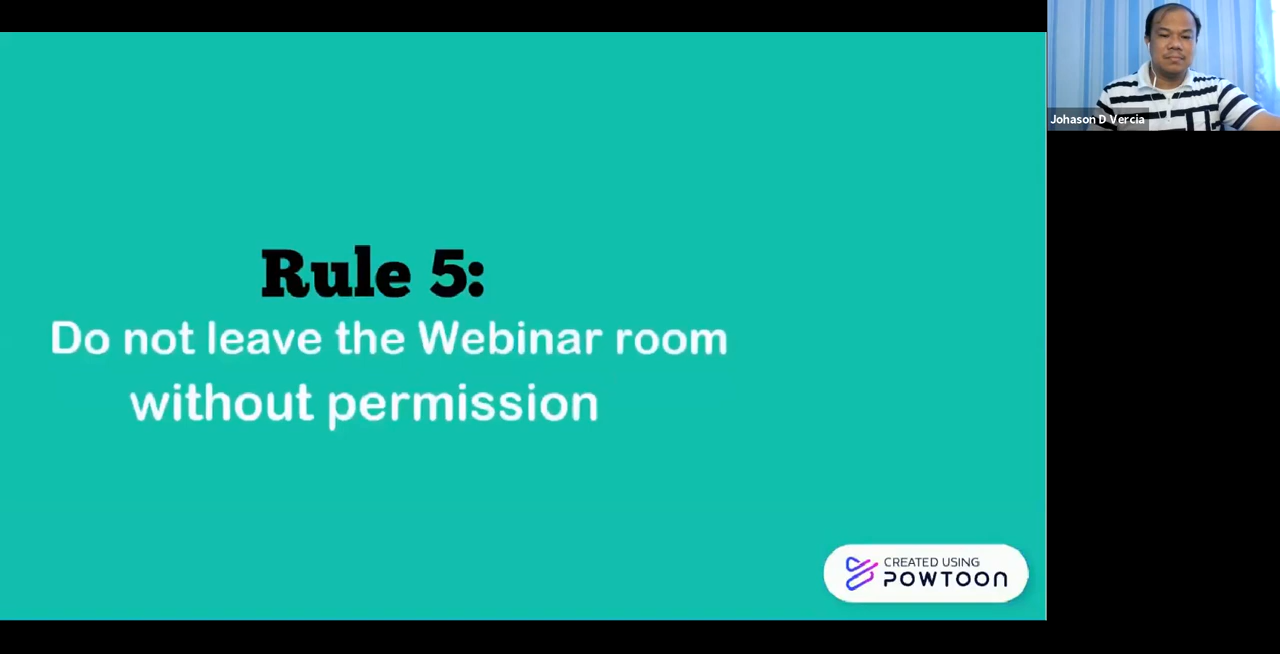 Johason D Vercia
Rule 5:
Do not leave the Webinar room
without permission
CREATED USING
POWTOON